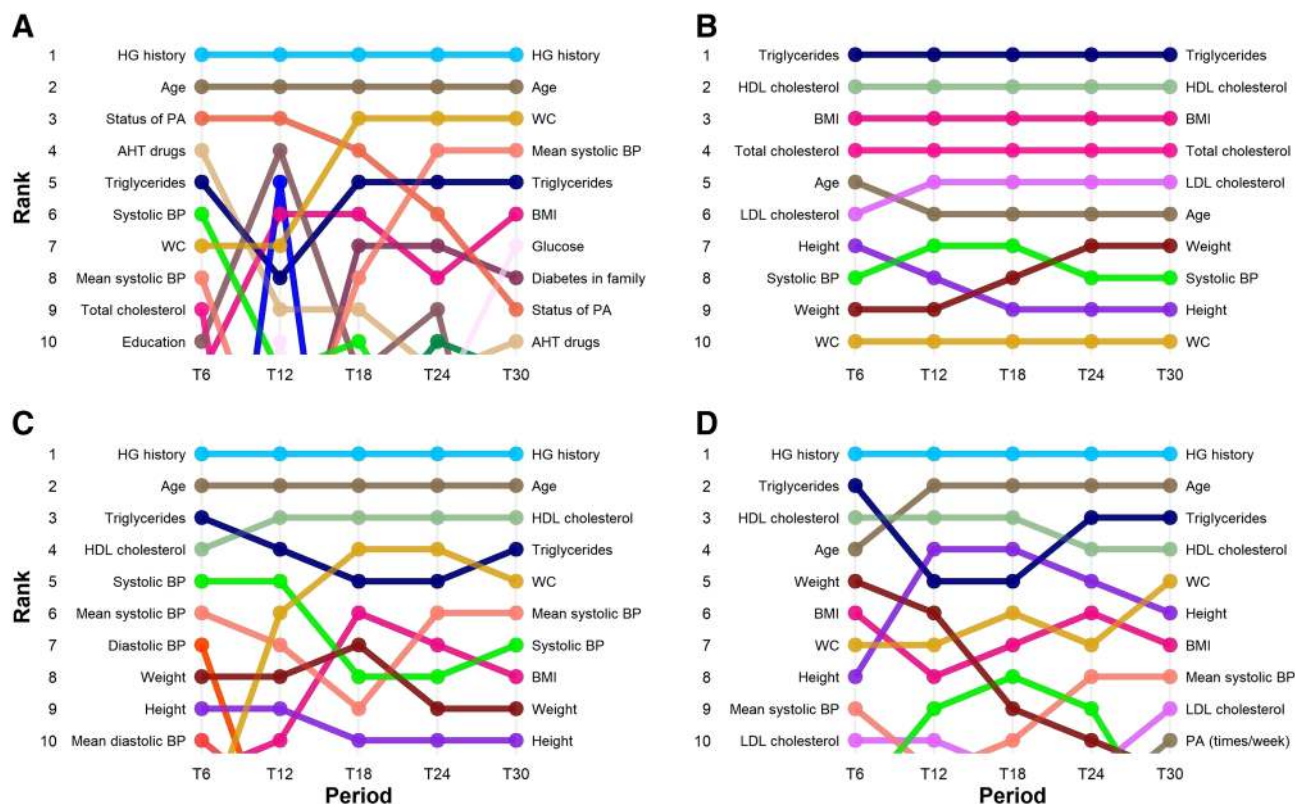 A
B
1 HG history HG history
2 Age Age
3 Status of PA WC
4 AHT drugs Mean systolic BP
5 Triglycerides Triglycerides
6 Systolic BP BMI
7 WC Glucose
8 Mean systolic BP Diabetes in family
9 Total cholesterol Status of PA
10 Education AHT drugs
Rank
T6 T12 T18 T24 T30
1 Triglycerides Triglycerides
2 HDL cholesterol HDL cholesterol
3 BMI BMI
4 Total cholesterol Total cholesterol
5 Age LDL cholesterol
6 LDL cholesterol Age
7 Height Weight
8 Systolic BP Systolic BP
9 Weight Height
10 WC WC
T6 T12 T18 T24 T30
C
D
1 HG history HG history
2 Age Age
3 Triglycerides HDL cholesterol
4 HDL cholesterol Triglycerides
5 Systolic BP WC
6 Mean systolic BP Mean systolic BP
7 Diastolic BP Systolic BP
8 Weight BMI
9 Height Weight
10 Mean diastolic BP Height
Rank
T6 T12 T18 T24 T30
Period
1 HG history HG history
2 Triglycerides Age
3 HDL cholesterol Triglycerides
4 Age HDL cholesterol
5 Weight WC
6 BMI Height
7 WC BMI
8 Height Mean systolic BP
9 Mean systolic BP LDL cholesterol
10 LDL cholesterol PA (times/week)
T6 T12 T18 T24 T30
Period